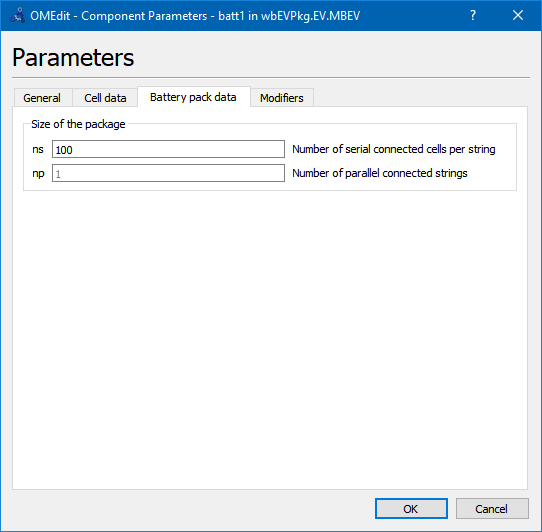 OMEdit - Component Parameters - batt1 in wbEVPkg.EV.MBEV
Parameters
General Cell data Battery pack data Modifiers
Size of the package
ns 100 Number of serial connected cells per string
np 1 Number of parallel connected strings
OK Cancel